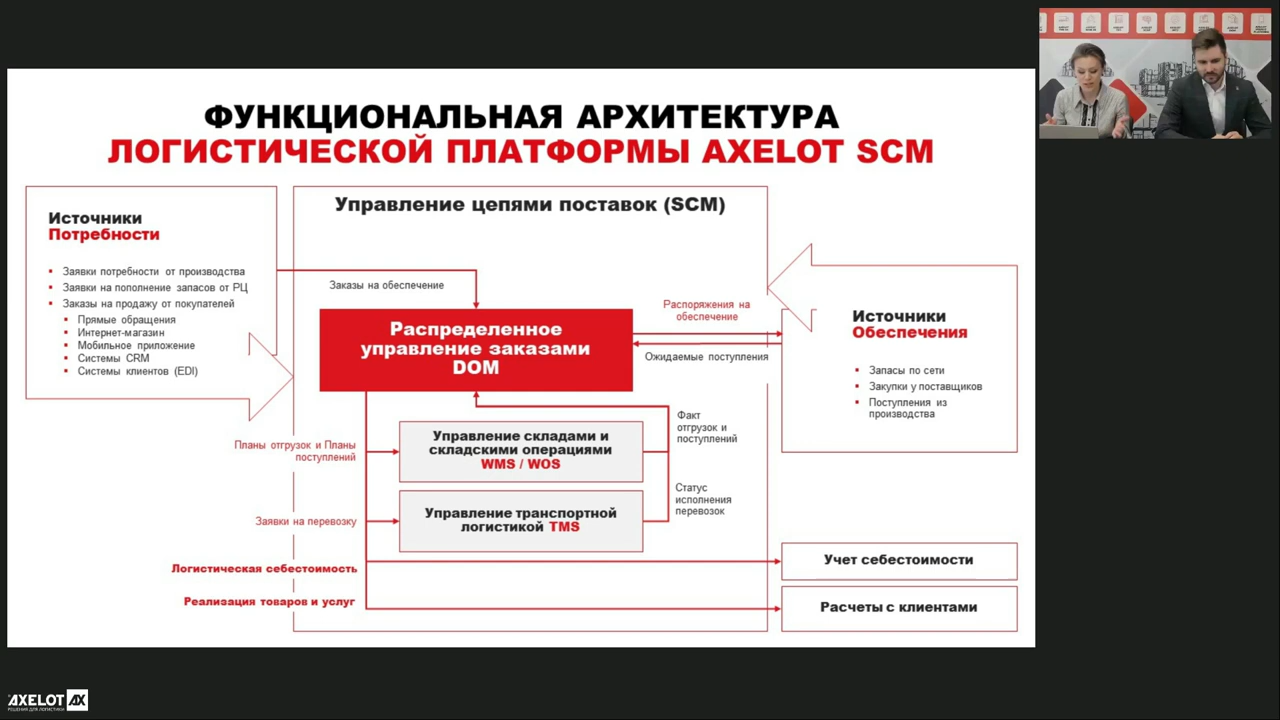 ФУНКЦИОНАЛЬНАЯ АРХИТЕКТУРА
ЛОГИСТИЧЕСКОЙ ПЛАТФОРМЫ AXELOT SCM
Источники
Потребности
Заявки потребности от производства
Заявки на пополнение запасов от РЦ
Заказы на продажу от покупателей
Прямые обращения
Интернет-магазин
Мобильное приложение
Системы CRM
Системы клиентов (EDI)
Управление цепями поставок (SCM)
Заказы на обеспечение
Распределенное
управление заказами
DOM
Распоряжения на
обеспечение
Ожидаемые поступления
Источники
Обеспечения
Запасы по сети
Закупки у поставщиков
Поступления из
производства
Планы отгрузок и Планы
поступлений
Управление складами и
складскими операциями
WMS / WOS
Факт
отгрузок и
поступлений
Заявки на перевозку
Управление транспортной
логистикой TMS
Статус
исполнения
перевозок
Логистическая себестоимость
Учет себестоимости
Реализация товаров и услуг
Расчеты с клиентами
AXELOT AX
РЕШЕНИЯ ДЛЯ ЛОГИСТИКИ